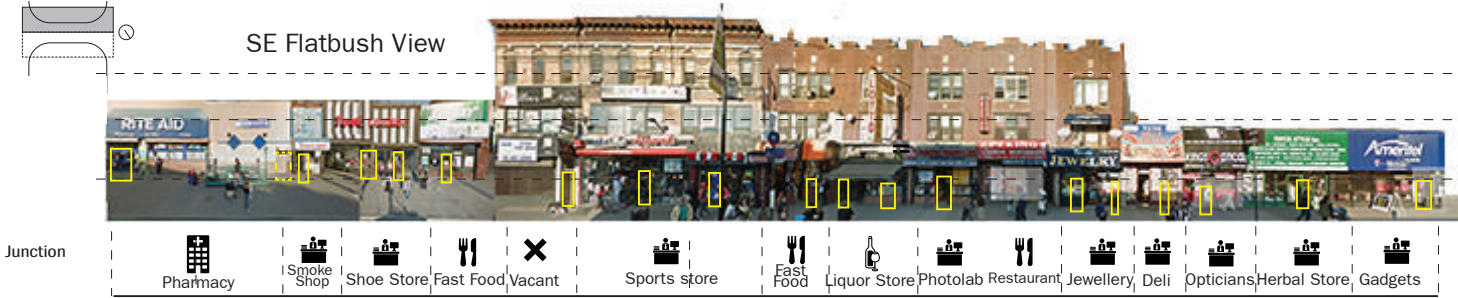 SE Flatbush View
RITE AID
JEWELRY
Ameritel
Junction
Pharmacy
Smoke
Shop
Shoe Store
Fast Food
Vacant
Sports store
Fast
Food
Liquor Store
Photolab
Restaurant
Jewellery
Deli
Opticians
Herbal Store
Gadgets